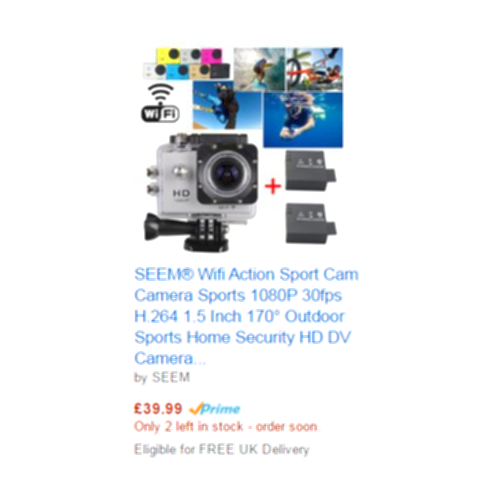 WiFi
HD
SEEM® Wifi Action Sport Cam
Camera Sports 1080P 30fps
H.264 1.5 Inch 170° Outdoor
Sports Home Security HD DV
Camera...
by SEEM
£39.99 Prime
Only 2 left in stock - order soon
Eligible for FREE UK Delivery